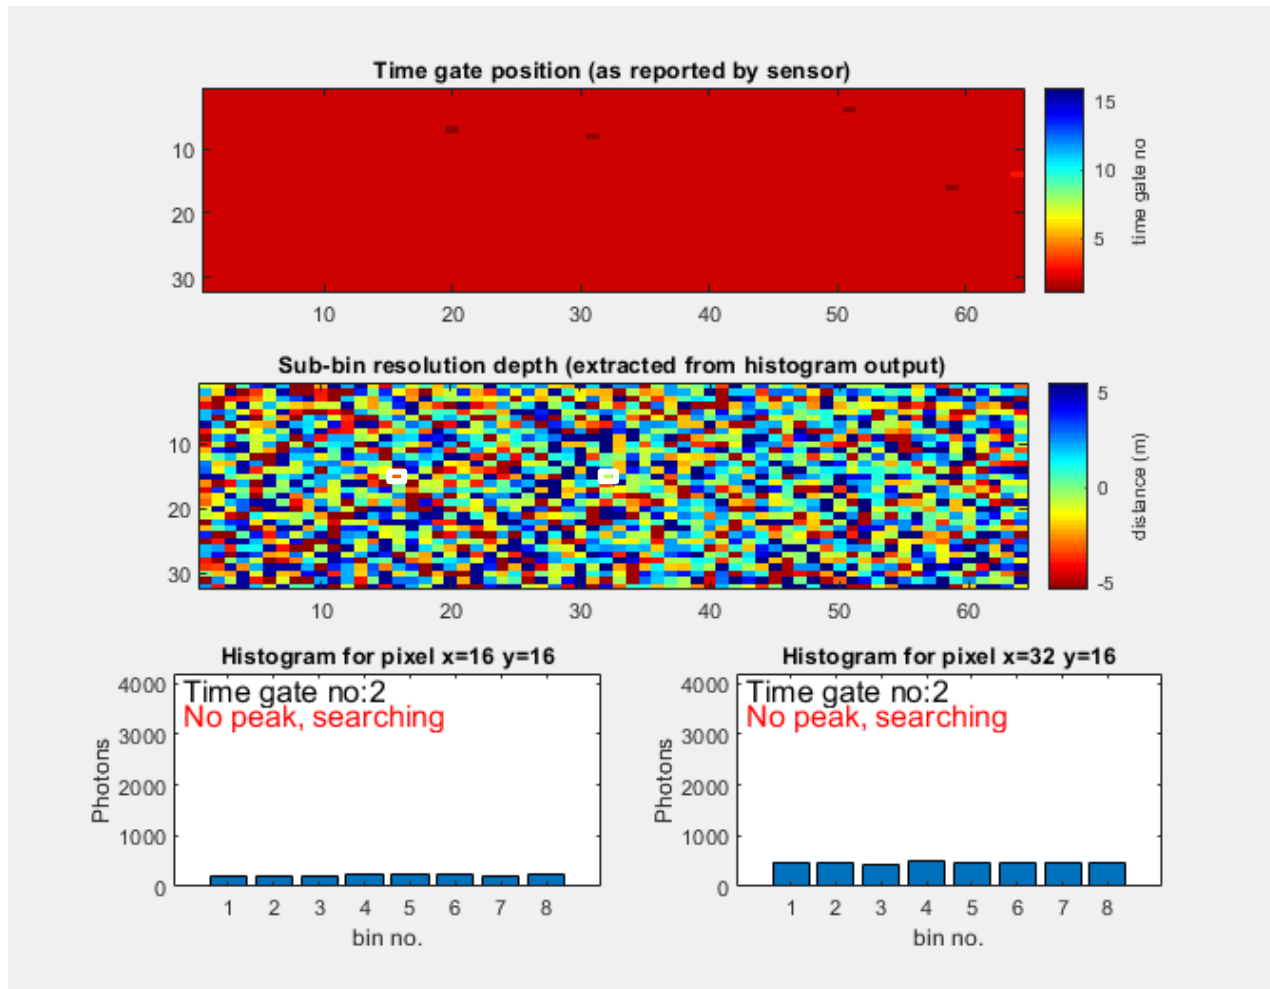 Time gate position (as reported by sensor)
10
20
30
10
20
30
40
50
60
15
10
5
time gate no
Sub-bin resolution depth (extracted from histogram output)
10
20
30
10
20
30
40
50
60
5
0
-5
distance (m)
Histogram for pixel x=16 y=16
Time gate no:2
No peak, searching
4000
3000
2000
1000
0
Photons
1 2 3 4 5 6 7 8
bin no.
Histogram for pixel x=32 y=16
Time gate no:2
No peak, searching
4000
3000
2000
1000
0
Photons
1 2 3 4 5 6 7 8
bin no.